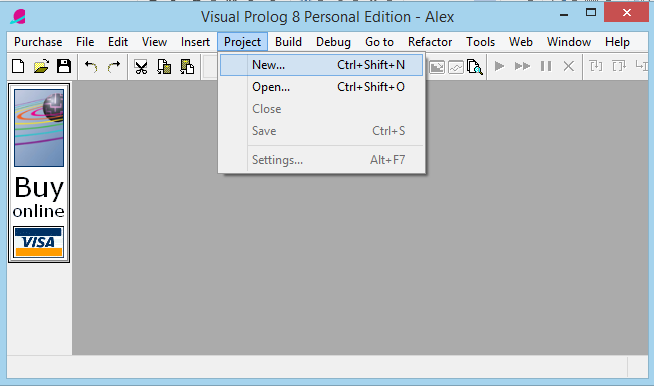 Visual Prolog 8 Personal Edition - Alex
Purchase File Edit View Insert Project Build Debug Go to Refactor Tools Web Window Help
New... Ctrl+Shift+N
Open... Ctrl+Shift+O
Close
Save Ctrl+S
Settings... Alt+F7
Buy
online
VISA